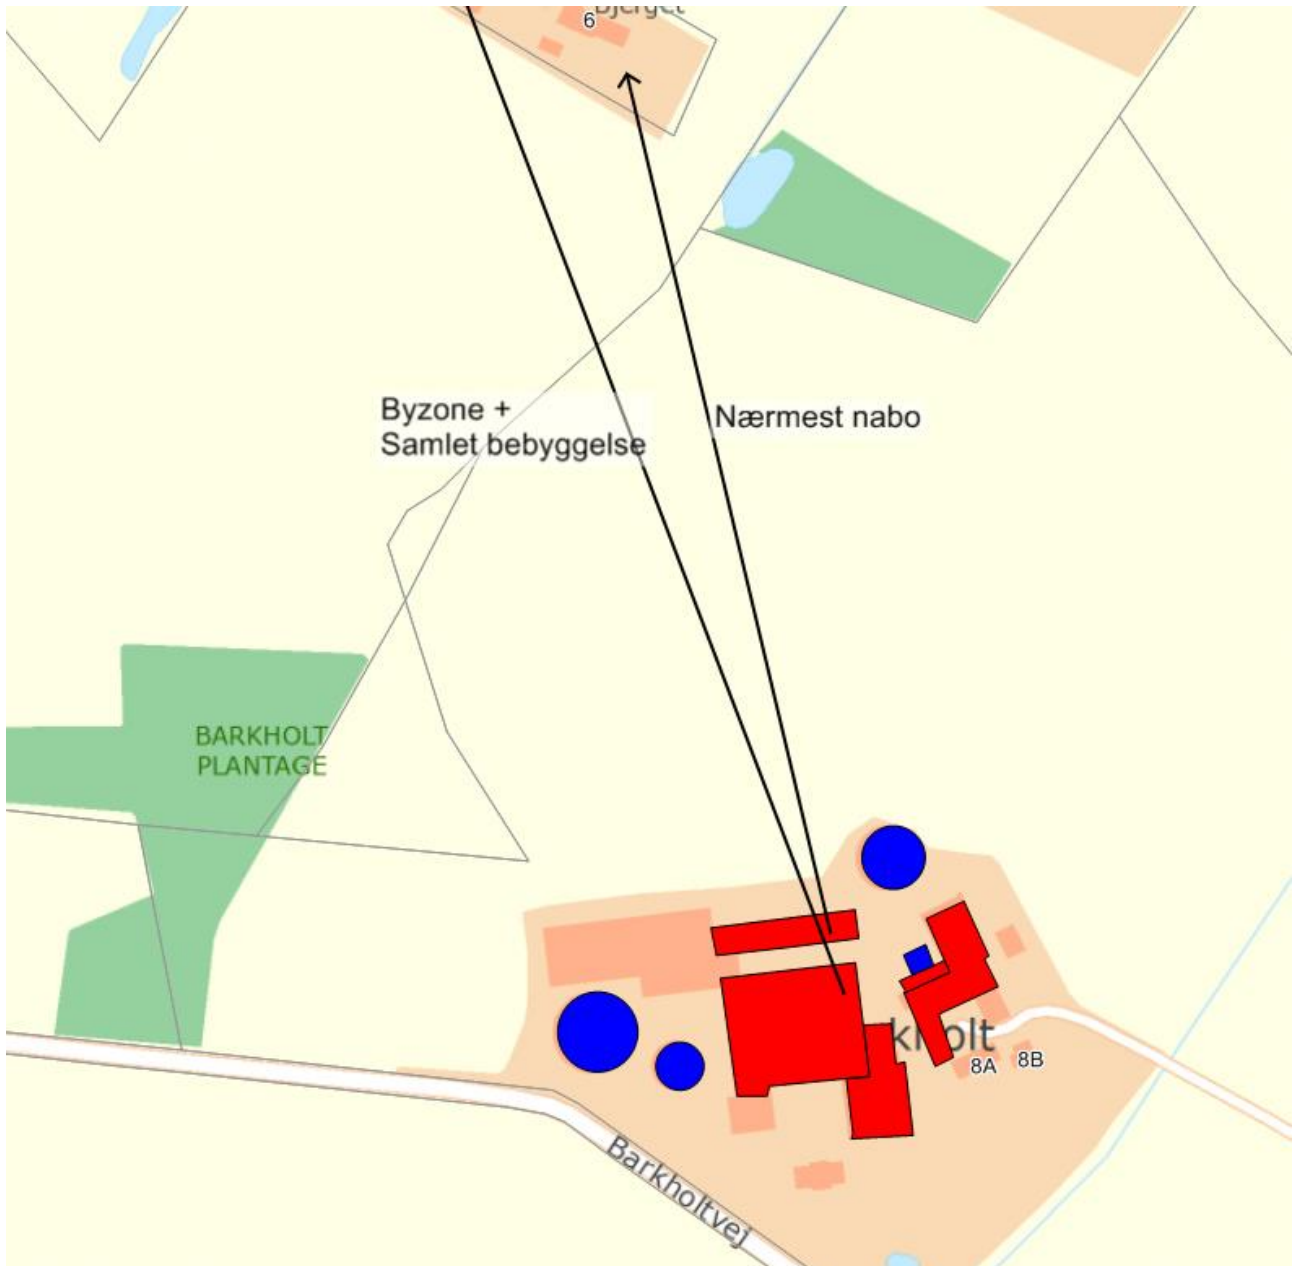 6
Byzone +
Samlet bebyggelse
Nærmest nabo
BARKHOLT
PLANTAGE
8A
8B
Barkholtvej